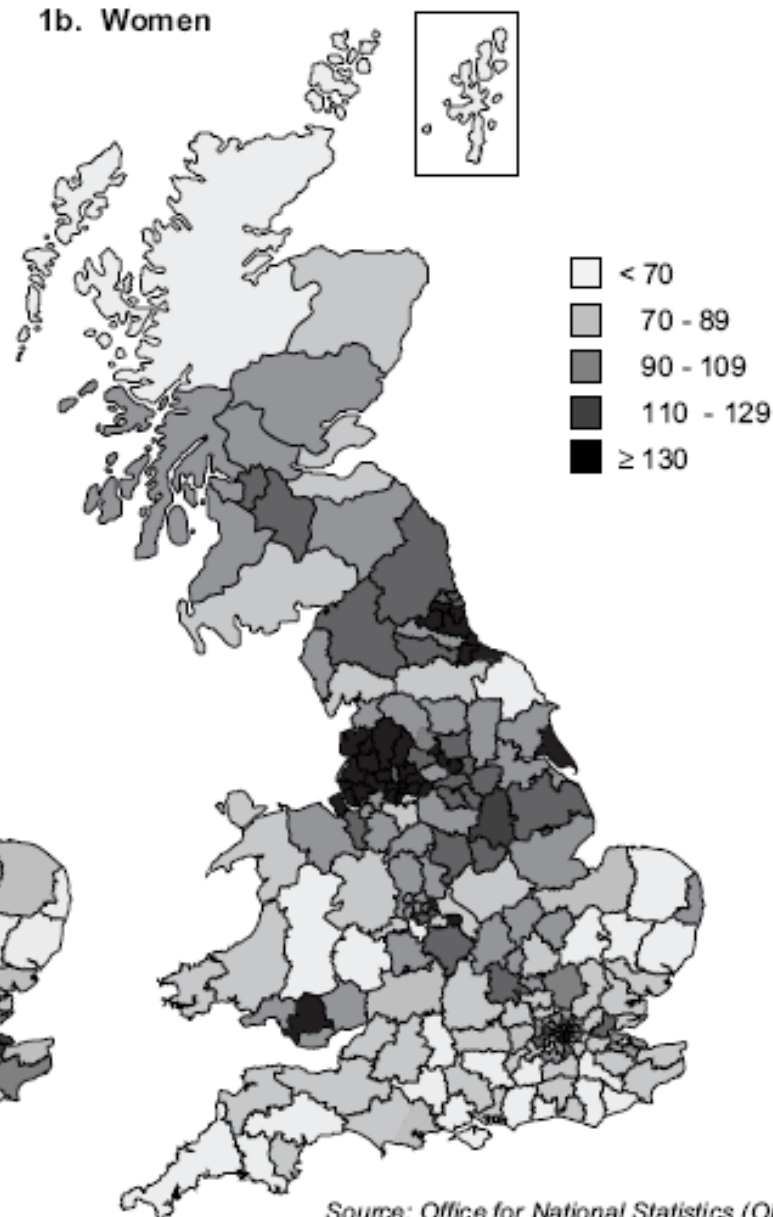 1b. Women
< 70
70 - 89
90 - 109
110 - 129
≥ 130
Source: Office for National Statistics